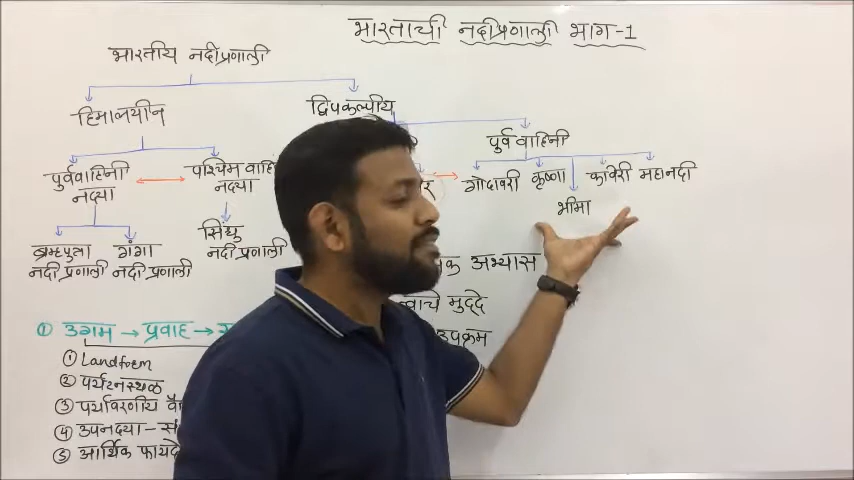 भारताची नदीप्रणाली भाग-1
भारतीय नदीप्रणाली
हिमालयीन द्विपकल्पीय
पुर्व वाहिनी
पुर्ववाहिनी नद्या
पश्चिम वाहि नद्या
गोदावरी कृष्णा कावेरी महानदी
भीमा
ब्रम्हपुत्रा नदी प्रणाली
गंगा नदी प्रणाली
सिंधु नदी प्रणाली
अभ्यास
मुद्दे
उपक्रम
① उगम → प्रवाह →
① Landform
② पर्यटनस्थळ
③ पर्यावरणीय
④ उपनद्या -
⑤ आर्थिक फायदे